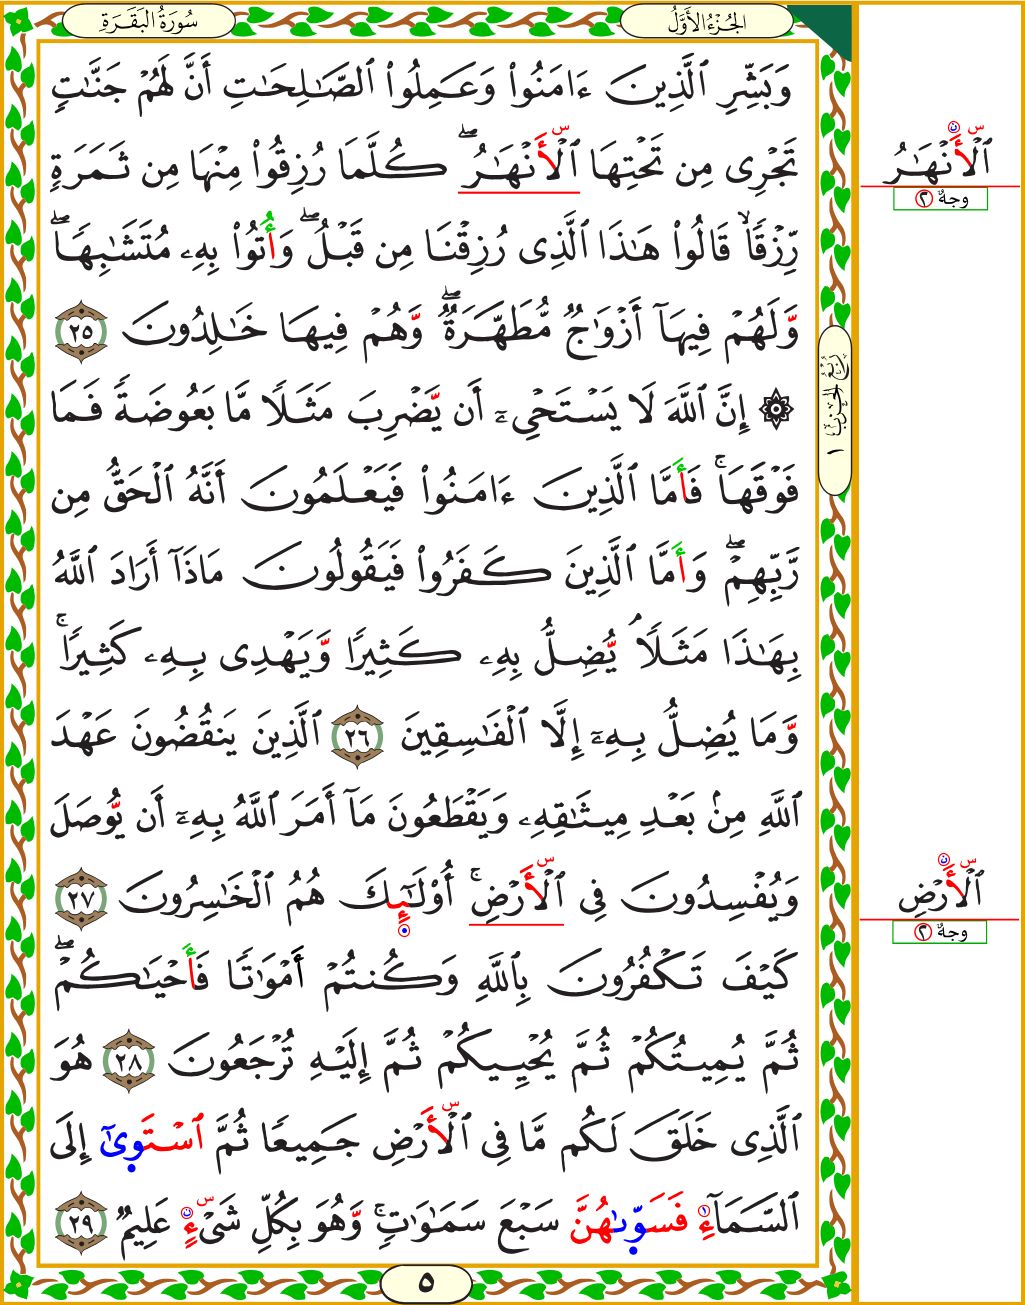 سُورَةُ البَقَرَةِ
الجُزْءُ الأَوَّلُ
وَبَشِّرِ ٱلَّذِينَ ءَامَنُواْ وَعَمِلُواْ ٱلصَّٰلِحَٰتِ أَنَّ لَهُمۡ جَنَّٰتٖ
تَجۡرِى مِن تَحۡتِهَا ٱلۡأَنۡهَٰرُۖ كُلَّمَا رُزِقُواْ مِنۡهَا مِن ثَمَرَةٖ
رِّزۡقٗاۙ قَالُواْ هَٰذَا ٱلَّذِى رُزِقۡنَا مِن قَبۡلُۖ وَأُتُواْ بِهِۦ مُتَشَٰبِهٗاۖ
وَّلَهُمۡ فِيهَآ أَزۡوَٰجٞ مُّطَهَّرَةٞۖ وَّهُمۡ فِيهَا خَٰلِدُونَ ٢٥
۞ إِنَّ ٱللَّهَ لَا يَسۡتَحۡيِۦٓ أَن يَّضۡرِبَ مَثَلٗا مَّا بَعُوضَةٗ فَمَا
فَوۡقَهَاۚ فَأَمَّا ٱلَّذِينَ ءَامَنُواْ فَيَعۡلَمُونَ أَنَّهُ ٱلۡحَقُّ مِن
رَّبِّهِمۡۖ وَأَمَّا ٱلَّذِينَ كَفَرُواْ فَيَقُولُونَ مَاذَآ أَرَادَ ٱللَّهُ
بِهَٰذَا مَثَلٗاۘ يُّضِلُّ بِهِۦ كَثِيرٗا وَّيَهۡدِى بِهِۦ كَثِيرٗاۚ
وَّمَا يُضِلُّ بِهِۦٓ إِلَّا ٱلۡفَٰسِقِينَ ٢٦ ٱلَّذِينَ يَنقُضُونَ عَهۡدَ
ٱللَّهِ مِنۢ بَعۡدِ مِيثَٰقِهِۦ وَيَقۡطَعُونَ مَآ أَمَرَ ٱللَّهُ بِهِۦٓ أَن يُّوصَلَ
وَيُفۡسِدُونَ فِى ٱلۡأَرۡضِۚ أُوْلَٰٓئِكَ هُمُ ٱلۡخَٰسِرُونَ ٢٧
كَيۡفَ تَكۡفُرُونَ بِٱللَّهِ وَكُنتُمۡ أَمۡوَٰتٗا فَأَحۡيَٰكُمۡۖ
ثُمَّ يُمِيتُكُمۡ ثُمَّ يُحۡيِيكُمۡ ثُمَّ إِلَيۡهِ تُرۡجَعُونَ ٢٨ هُوَ
ٱلَّذِى خَلَقَ لَكُم مَّا فِى ٱلۡأَرۡضِ جَمِيعٗا ثُمَّ ٱسۡتَوٜىٰٓ إِلَى
ٱلسَّمَآءِ فَسَوّٜىٰهُنَّ سَبۡعَ سَمَٰوَٰتٖۚ وَّهُوَ بِكُلِّ شَىۡءٍ عَلِيمٞ ٢٩
رُبْعُ الحِزْبِ ١
ٱلۡأَنۡهَٰرُ
وجهٌ ٢
ٱلۡأَرۡضِ
وجهٌ ٢
٥